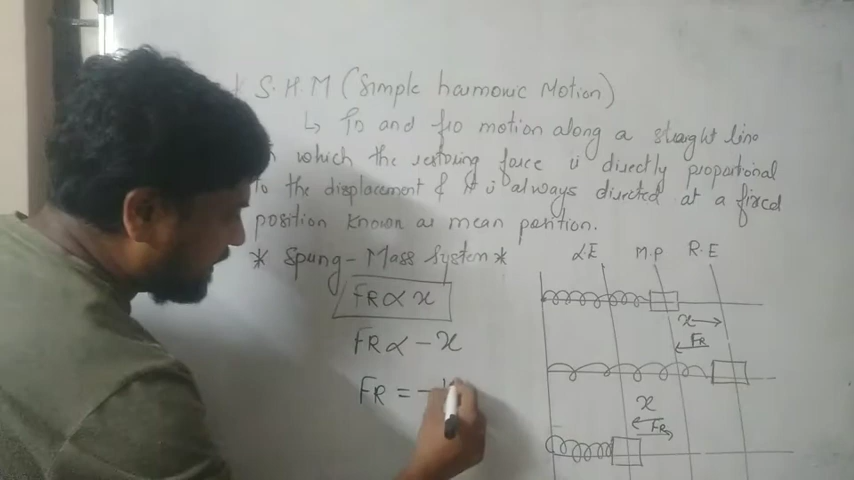 * S.H.M (Simple harmonic Motion)
↳ To and fro motion along a straight line
in which the restoring force is directly proportional
to the displacement & it is always directed at a fixed
position known as mean position.
* Spring-Mass System *
FR ∝ x
FR ∝ -x
FR = -
L.E M.P R.E
x →
← FR
x
←
FR →